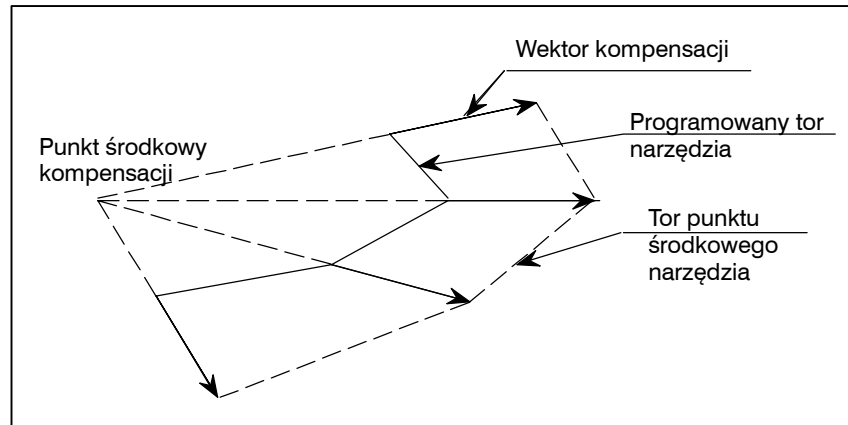 Wektor kompensacji
Programowany tor
narzędzia
Punkt środkowy
kompensacji
Tor punktu
środkowego
narzędzia